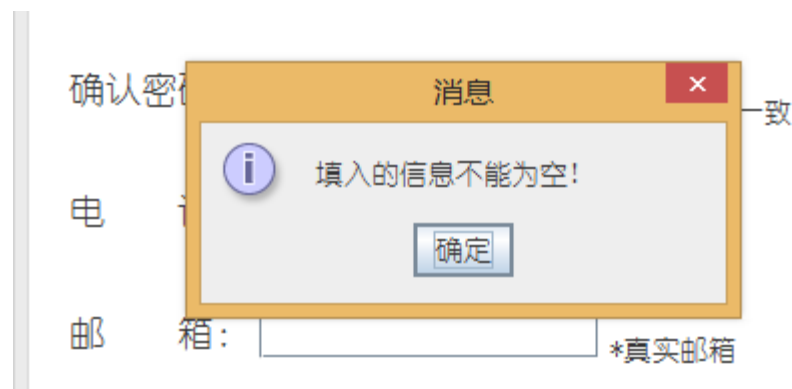 消息
确认密
一致
填入的信息不能为空!
电
确定
邮 箱:
*真实邮箱